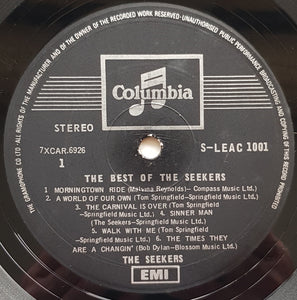 ALL RIGHTS OF THE MANUFACTURER AND OF THE OWNER OF THE RECORDED WORK RESERVED-UNAUTHORISED PUBLIC PERFORMANCE BROADCASTING AND COPYING OF THIS RECORD PROHIBITED
Columbia
STEREO
7XCAR.6926
S-LEAC 1001
1
THE BEST OF THE SEEKERS
1 MORNINGTOWN RIDE (Malvina Reynolds)– Compass Music Ltd.)
2 A WORLD OF OUR OWN (Tom Springfield–Springfield Music Ltd.)
3. THE CARNIVAL IS OVER (Tom Springfield
–Springfield Music Ltd.) 4. SINNER MAN
(The Seekers–Springfield Music Ltd.)
5. WALK WITH ME (Tom Springfield
–Springfield Music Ltd.) 6. THE TIMES THEY
ARE A CHANGIN' (Bob Dylan–Blossom Music Ltd.)
THE SEEKERS
EMI
THE GRAMOPHONE CO LTD